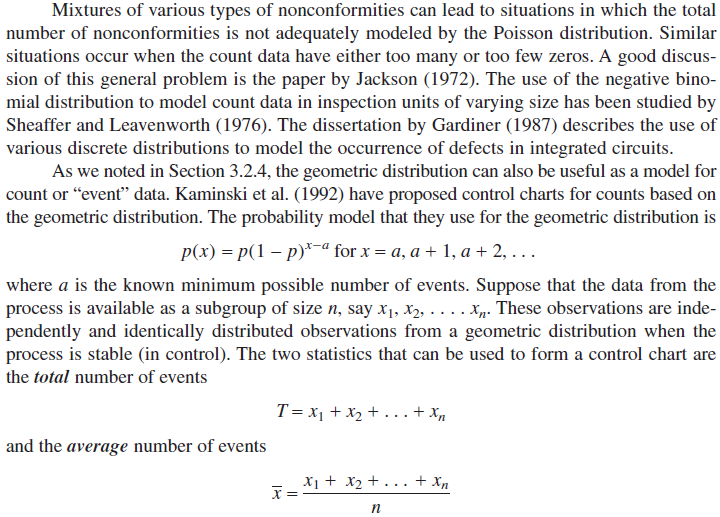 Mixtures of various types of nonconformities can lead to situations in which the total
number of nonconformities is not adequately modeled by the Poisson distribution. Similar
situations occur when the count data have either too many or too few zeros. A good discus-
sion of this general problem is the paper by Jackson (1972). The use of the negative bino-
mial distribution to model count data in inspection units of varying size has been studied by
Sheaffer and Leavenworth (1976). The dissertation by Gardiner (1987) describes the use of
various discrete distributions to model the occurrence of defects in integrated circuits.
As we noted in Section 3.2.4, the geometric distribution can also be useful as a model for
count or “event” data. Kaminski et al. (1992) have proposed control charts for counts based on
the geometric distribution. The probability model that they use for the geometric distribution is
p(x) = p(1 – p)^{x–a} for x = a, a + 1, a + 2, . . .
where a is the known minimum possible number of events. Suppose that the data from the
process is available as a subgroup of size n, say x₁, x₂, . . . . xₙ. These observations are inde-
pendently and identically distributed observations from a geometric distribution when the
process is stable (in control). The two statistics that can be used to form a control chart are
the total number of events
T = x₁ + x₂ + . . . + xₙ
and the average number of events
x̄ = (x₁ + x₂ + . . . + xₙ) / n